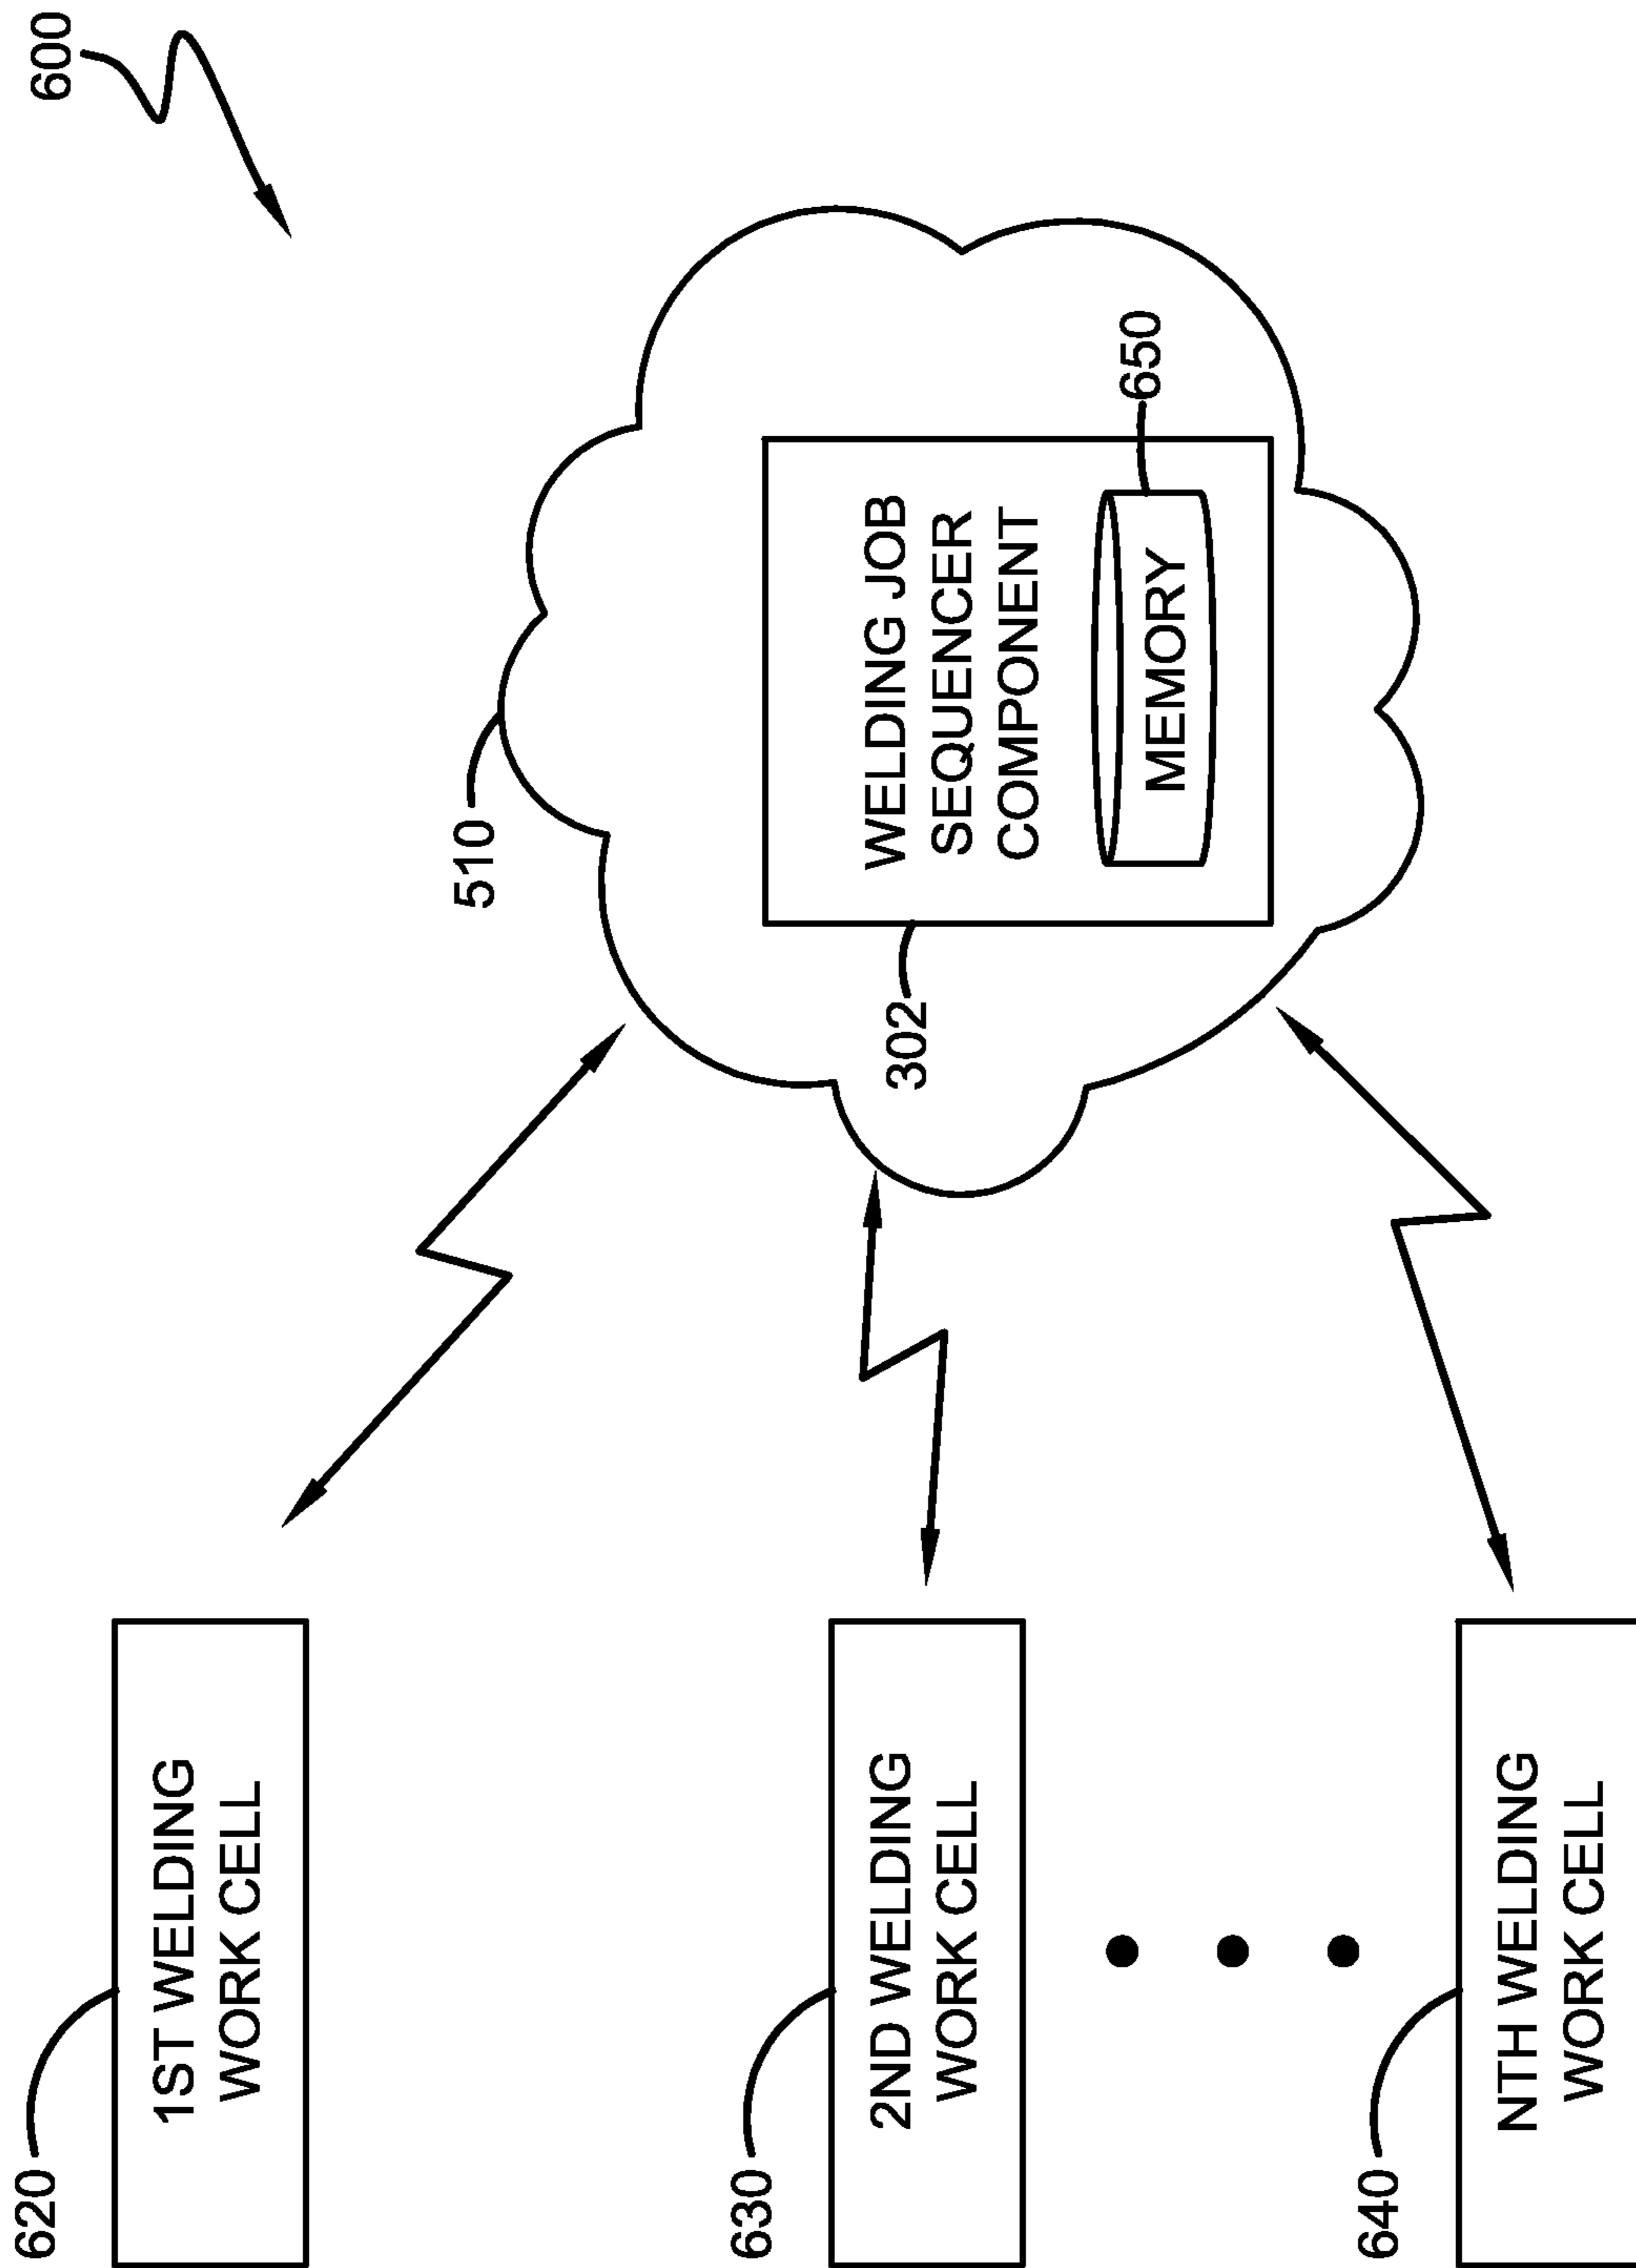 600
510
302
WELDING JOB
SEQUENCER
COMPONENT
650
MEMORY
620
1ST WELDING
WORK CELL
630
2ND WELDING
WORK CELL
640
NTH WELDING
WORK CELL